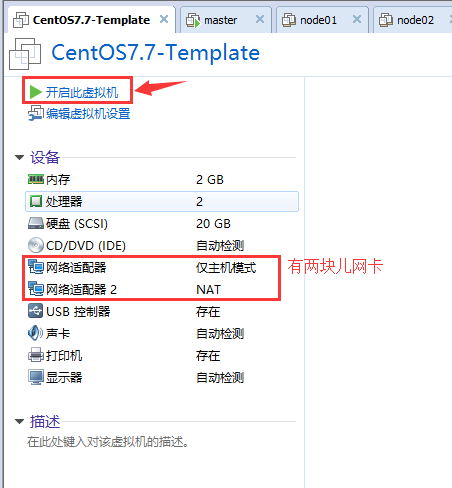 CentOS7.7-Template master node01 node02
CentOS7.7-Template
开启此虚拟机
编辑虚拟机设置
设备
内存 2 GB
处理器 2
硬盘 (SCSI) 20 GB
CD/DVD (IDE) 自动检测
网络适配器 仅主机模式 有两块儿网卡
网络适配器 2 NAT
USB 控制器 存在
声卡 自动检测
打印机 存在
显示器 自动检测
描述
在此处键入对该虚拟机的描述。